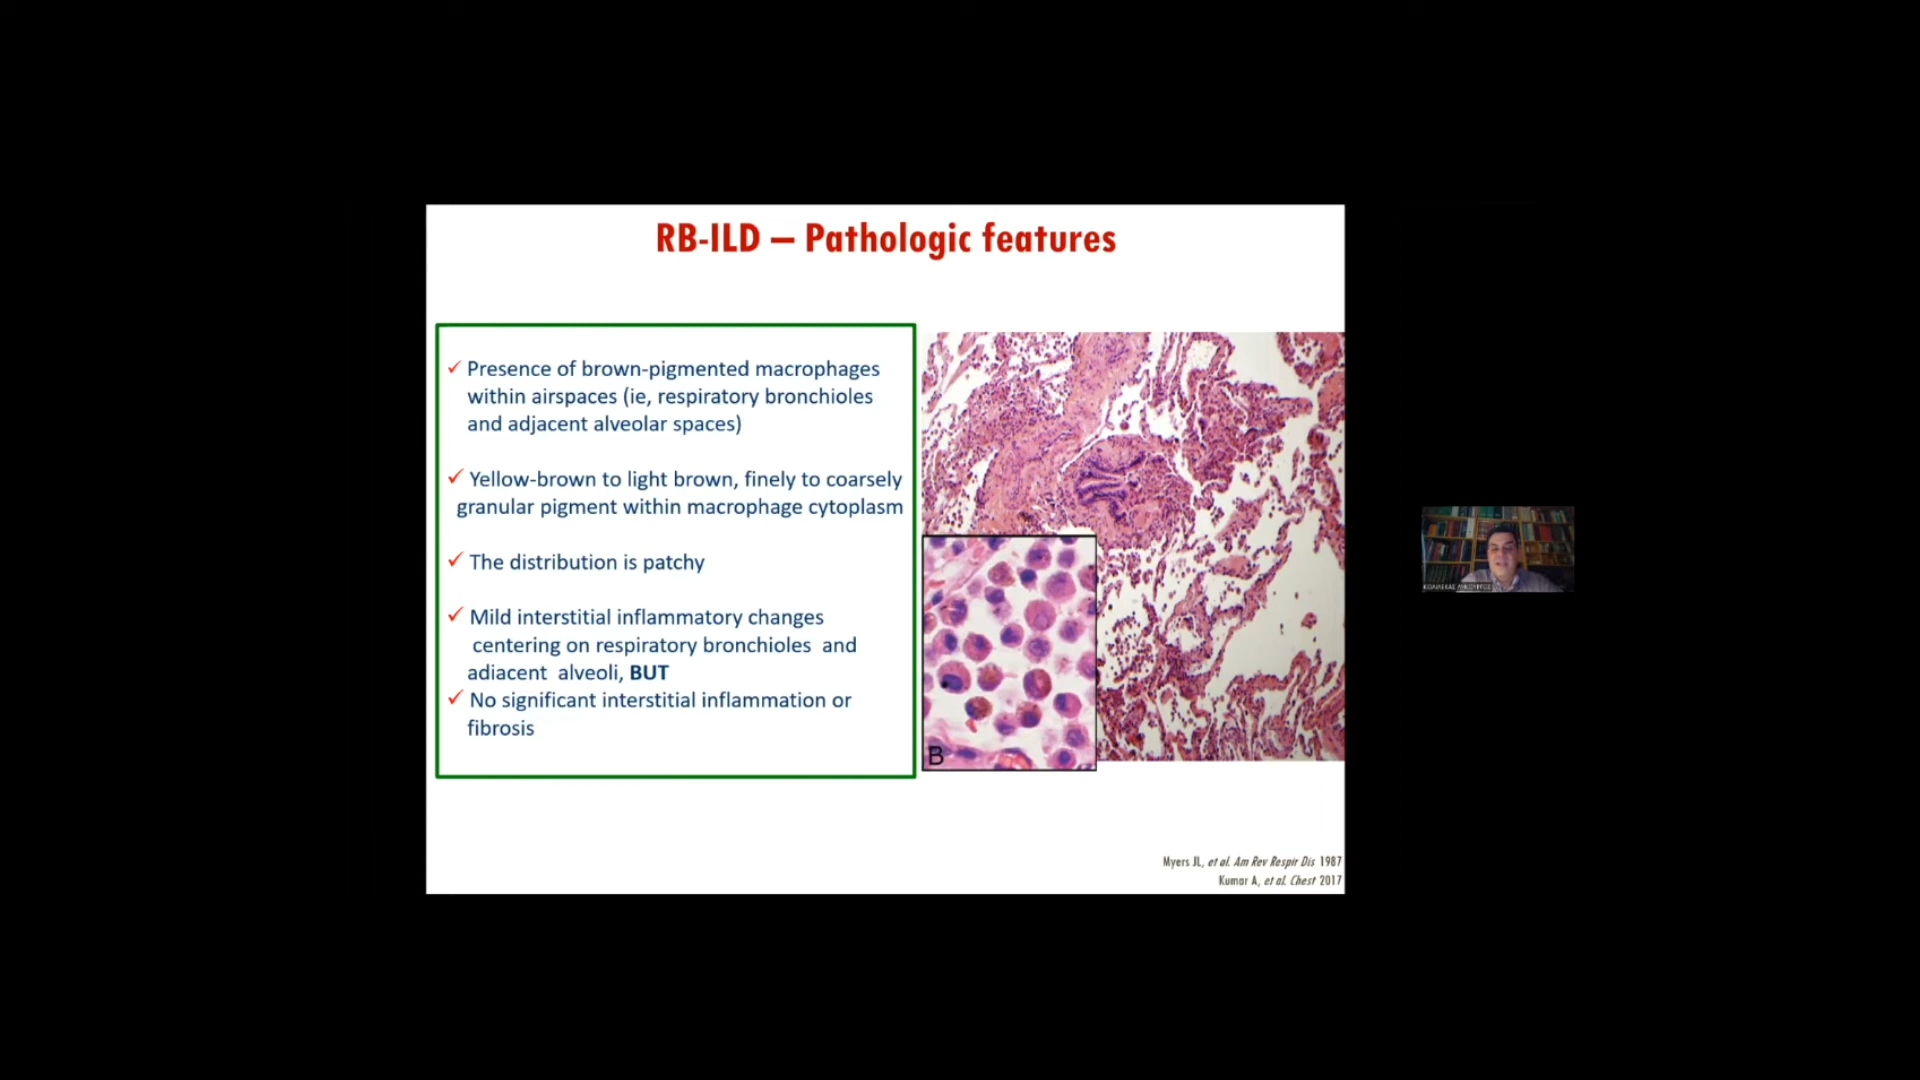 RB-ILD – Pathologic features
✓ Presence of brown-pigmented macrophages
within airspaces (ie, respiratory bronchioles
and adjacent alveolar spaces)
✓ Yellow-brown to light brown, finely to coarsely
granular pigment within macrophage cytoplasm
✓ The distribution is patchy
✓ Mild interstitial inflammatory changes
centering on respiratory bronchioles and
adiacent alveoli, BUT
✓ No significant interstitial inflammation or
fibrosis
B
Myers JL, et al. Am Rev Respir Dis 1987
Kumar A, et al. Chest 2017